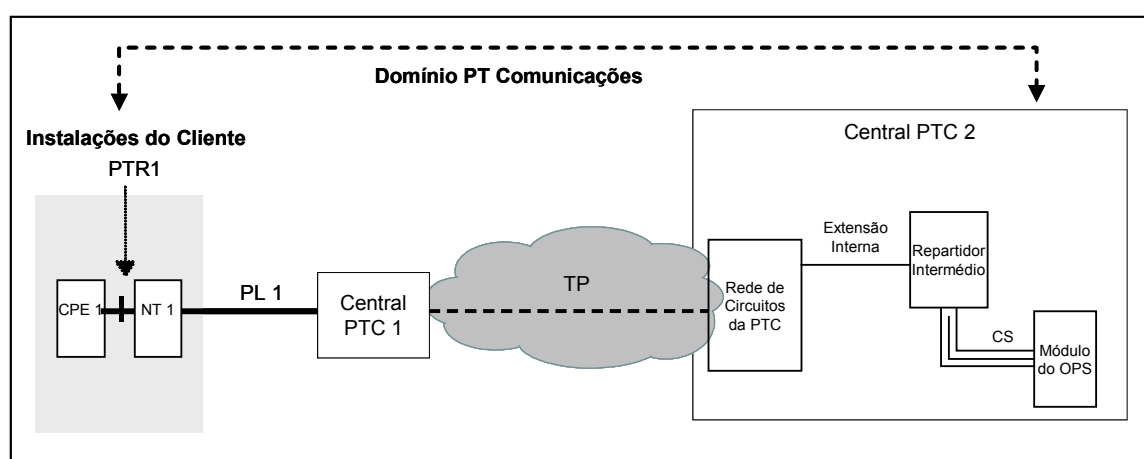 Domínio PT Comunicações
Instalações do Cliente
PTR1
CPE 1
NT 1
PL 1
Central
PTC 1
TP
Central PTC 2
Rede de
Circuitos
da PTC
Extensão
Interna
Repartidor
Intermédio
CS
Módulo
do OPS